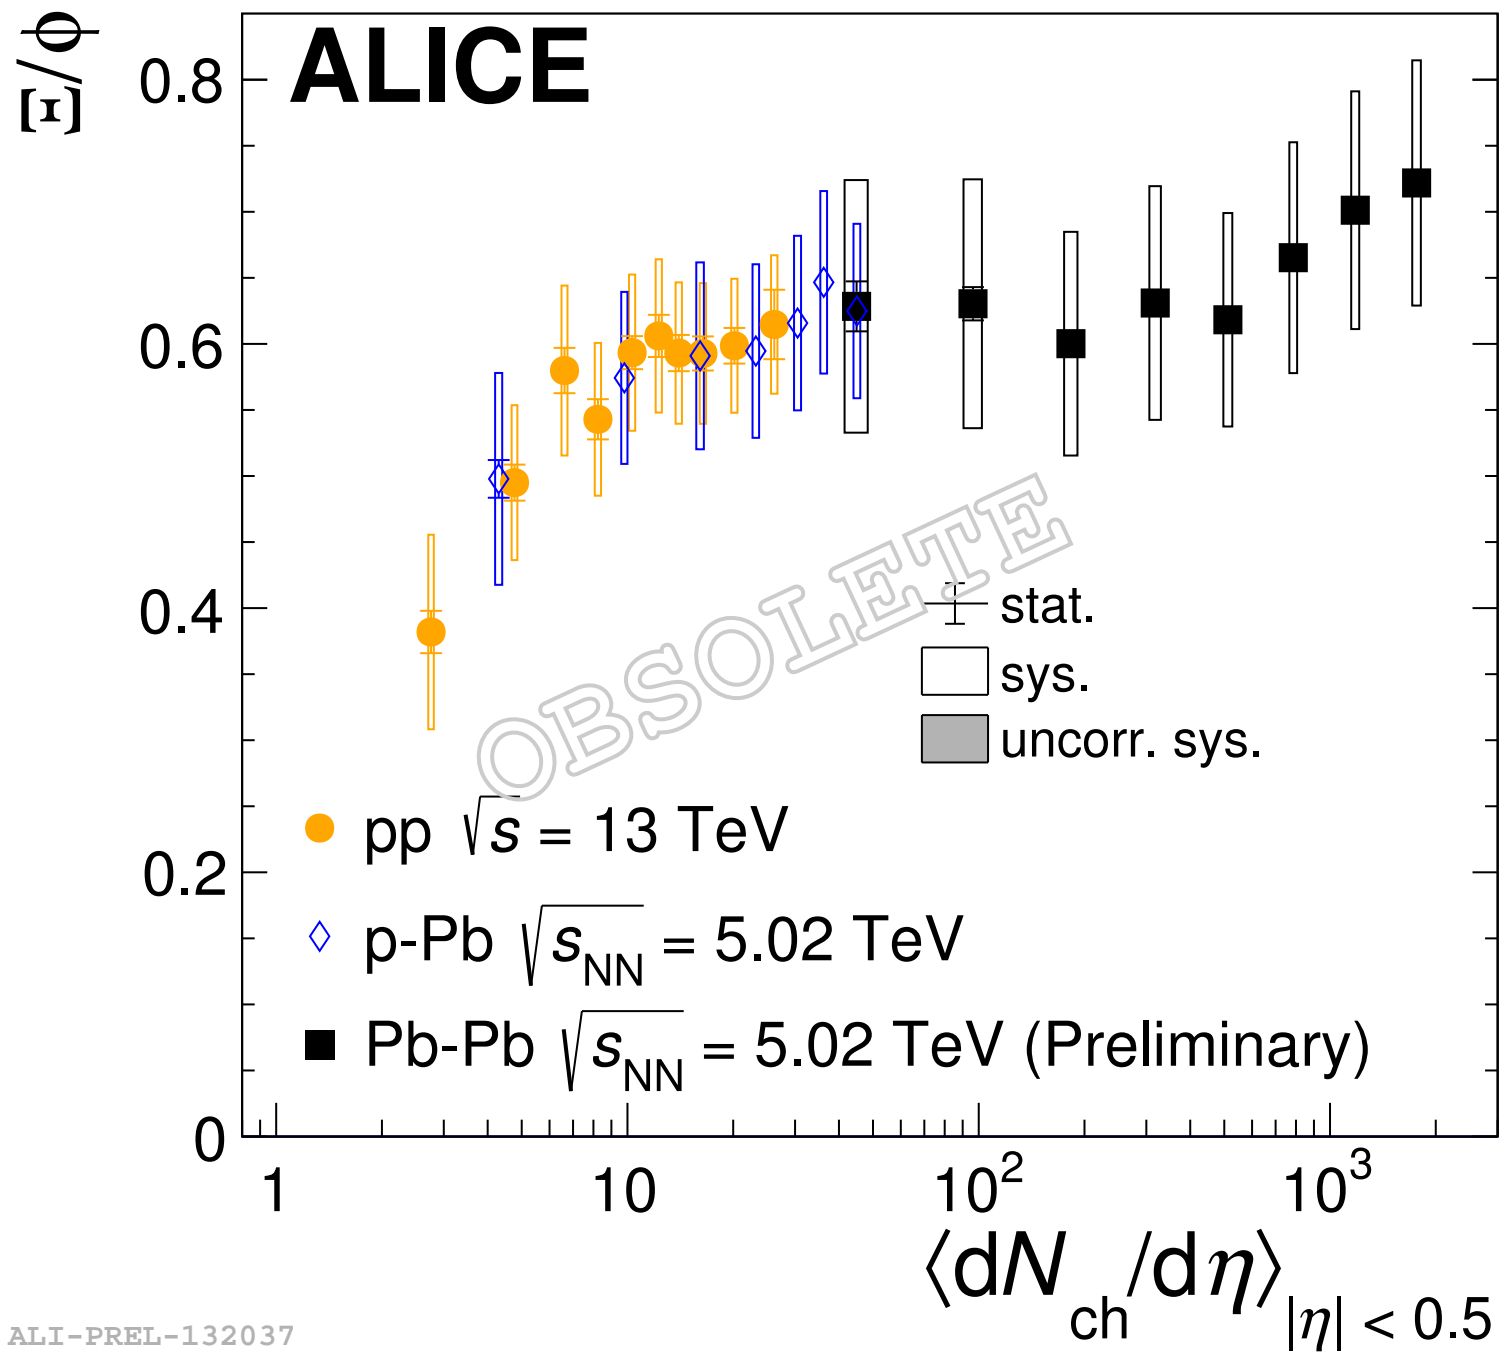 Ξ/ϕ
ALICE
0.8
0.6
0.4
0.2
0
OBSOLETE
stat.
sys.
uncorr. sys.
pp √s = 13 TeV
p-Pb √sNN = 5.02 TeV
Pb-Pb √sNN = 5.02 TeV (Preliminary)
1 10 10² 10³
⟨dNch/dη⟩|η| < 0.5
ALI-PREL-132037